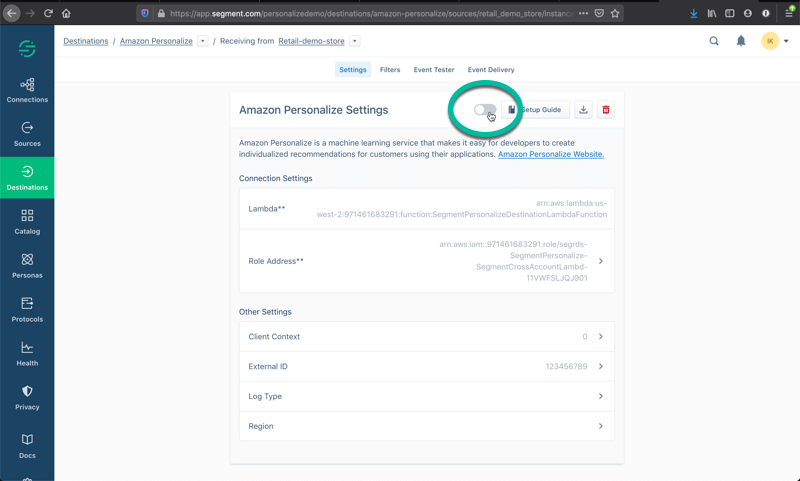 https://app.segment.com/personalizedemo/destinations/amazon-personalize/sources/retail_demo_store/instanc
Destinations / Amazon Personalize / Receiving from Retail-demo-store
IK
Settings Filters Event Tester Event Delivery
Connections
Sources
Destinations
Catalog
Personas
Protocols
Health
Privacy
Docs
Amazon Personalize Settings
Setup Guide
Amazon Personalize is a machine learning service that makes it easy for developers to create
individualized recommendations for customers using their applications. Amazon Personalize Website.
Connection Settings
Lambda**
arn:aws:lambda:us-
west-2:971461683291:function:SegmentPersonalizeDestinationLambdaFunction
Role Address**
arn:aws:iam::971461683291:role/segrds-
SegmentPersonalize-
SegmentCrossAccountLambd-
11VWFSLJQJ901
Other Settings
Client Context 0
External ID 123456789
Log Type
Region